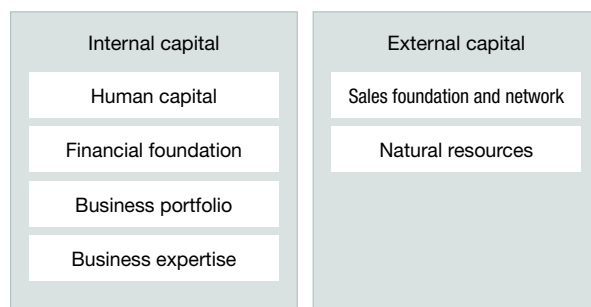 Internal capital
Human capital
Financial foundation
Business portfolio
Business expertise
External capital
Sales foundation and network
Natural resources